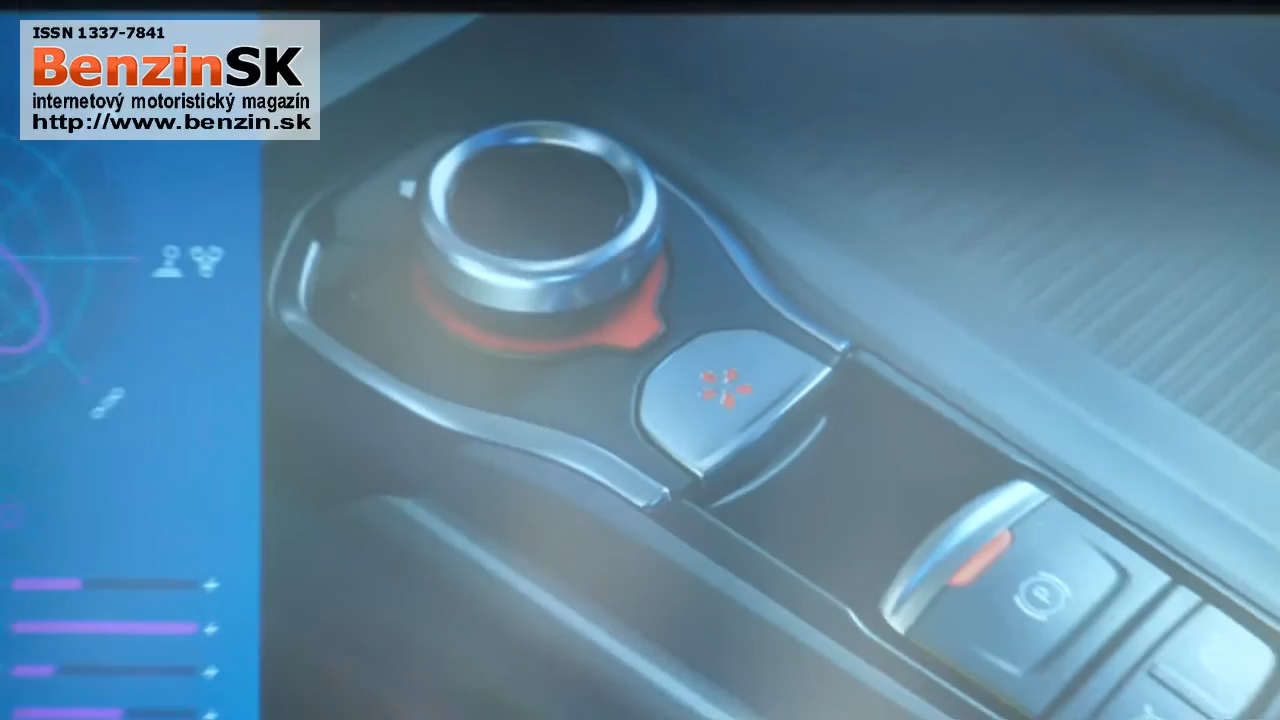 ISSN 1337-7841
BenzinSK
internetový motoristický magazín
http://www.benzin.sk
P